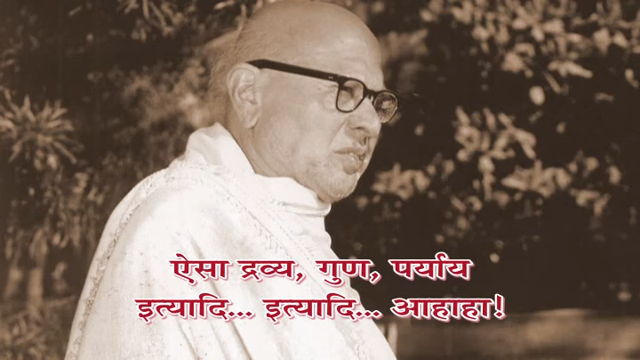 ऐसा द्रव्य, गुण, पर्याय
इत्यादि... इत्यादि... आहाहा!